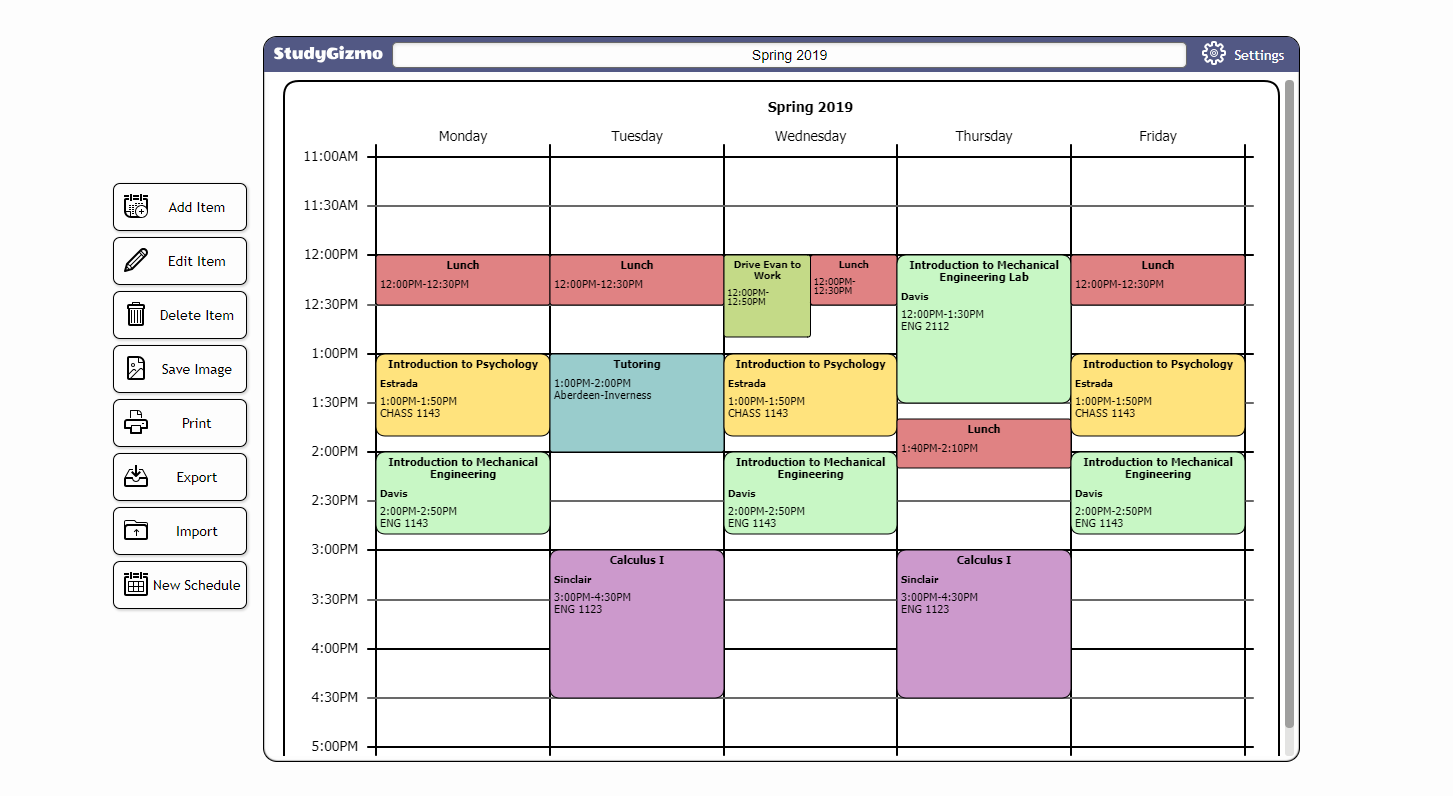 StudyGizmo
Spring 2019
Settings
Add Item
Edit Item
Delete Item
Save Image
Print
Export
Import
New Schedule
Spring 2019
Monday Tuesday Wednesday Thursday Friday
11:00AM
11:30AM
12:00PM
12:30PM
1:00PM
1:30PM
2:00PM
2:30PM
3:00PM
3:30PM
4:00PM
4:30PM
5:00PM
Lunch
12:00PM-12:30PM
Introduction to Psychology
Estrada
1:00PM-1:50PM
CHASS 1143
Introduction to Mechanical
Engineering
Davis
2:00PM-2:50PM
ENG 1143
Lunch
12:00PM-12:30PM
Tutoring
1:00PM-2:00PM
Aberdeen-Inverness
Calculus I
Sinclair
3:00PM-4:30PM
ENG 1123
Drive Evan to
Work
12:00PM-
12:50PM
Lunch
12:00PM-
12:30PM
Introduction to Psychology
Estrada
1:00PM-1:50PM
CHASS 1143
Introduction to Mechanical
Engineering
Davis
2:00PM-2:50PM
ENG 1143
Introduction to Mechanical
Engineering Lab
Davis
12:00PM-1:30PM
ENG 2112
Lunch
1:40PM-2:10PM
Calculus I
Sinclair
3:00PM-4:30PM
ENG 1123
Lunch
12:00PM-12:30PM
Introduction to Psychology
Estrada
1:00PM-1:50PM
CHASS 1143
Introduction to Mechanical
Engineering
Davis
2:00PM-2:50PM
ENG 1143